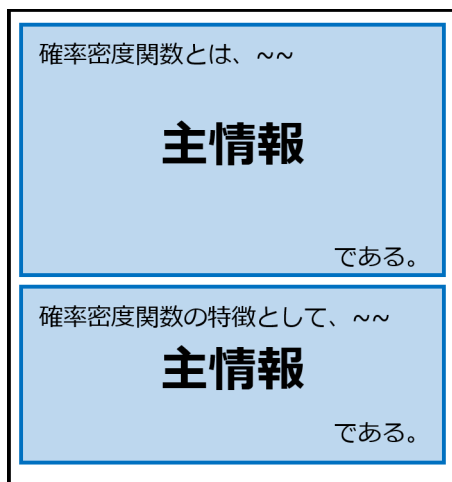 確率密度関数とは、~~
主情報
である。
確率密度関数の特徴として、~~
主情報
である。